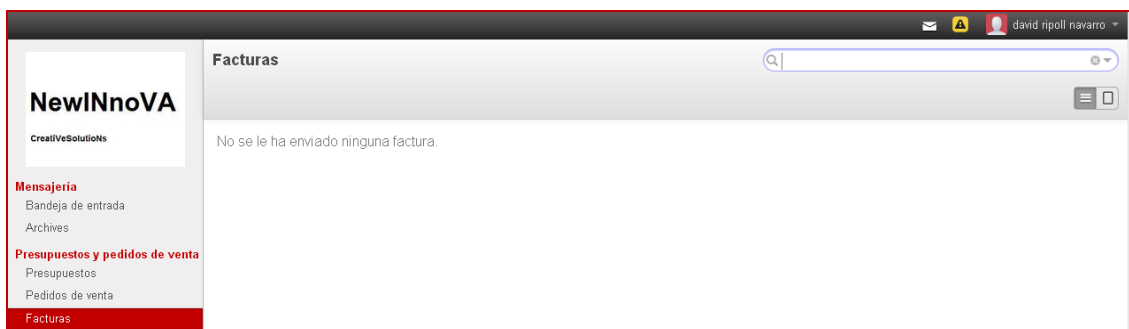 david ripoll navarro
NewINnoVA
CreatiVeSolutioNs
Mensajería
Bandeja de entrada
Archives
Presupuestos y pedidos de venta
Presupuestos
Pedidos de venta
Facturas
Facturas
No se le ha enviado ninguna factura.